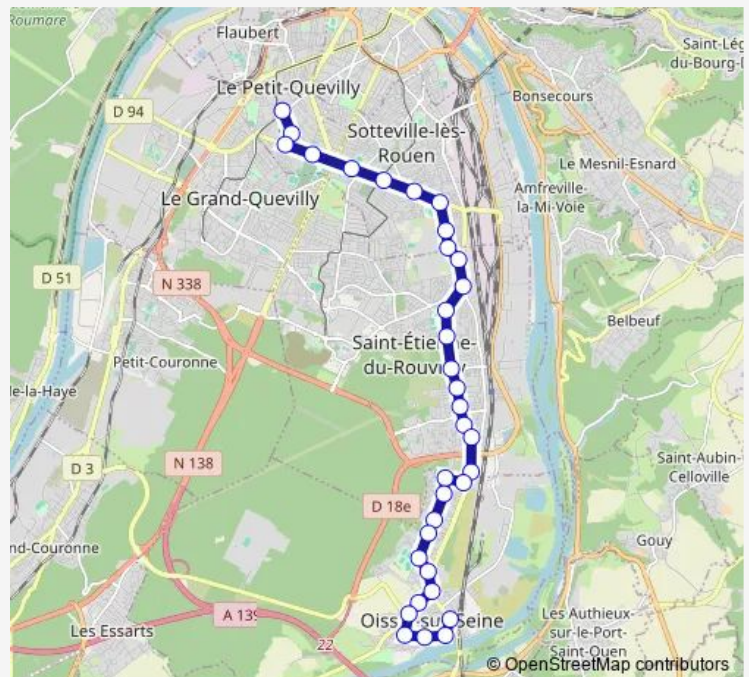 Roumare
Flaubert
Saint-Lég
du-Bourg-D
Le Petit-Quevilly
Bonsecours
D 94
Sotteville-lès-
Rouen
Le Mesnil-Esnard
Le Grand-Quevilly
Amfreville-
la-Mi-Voie
D 51
N 338
Belbeuf
Saint-Étienne-
du-Rouvray
Petit-Couronne
de-la-Haye
D 3
N 138
Saint-Aubin-
Celloville
D 18e
nd-Couronne
Gouy
A 139
Oissel-sur-Seine
Les Essarts
22
Les Authieux-
sur-le-Port-
Saint-Ouen
© OpenStreetMap contributors